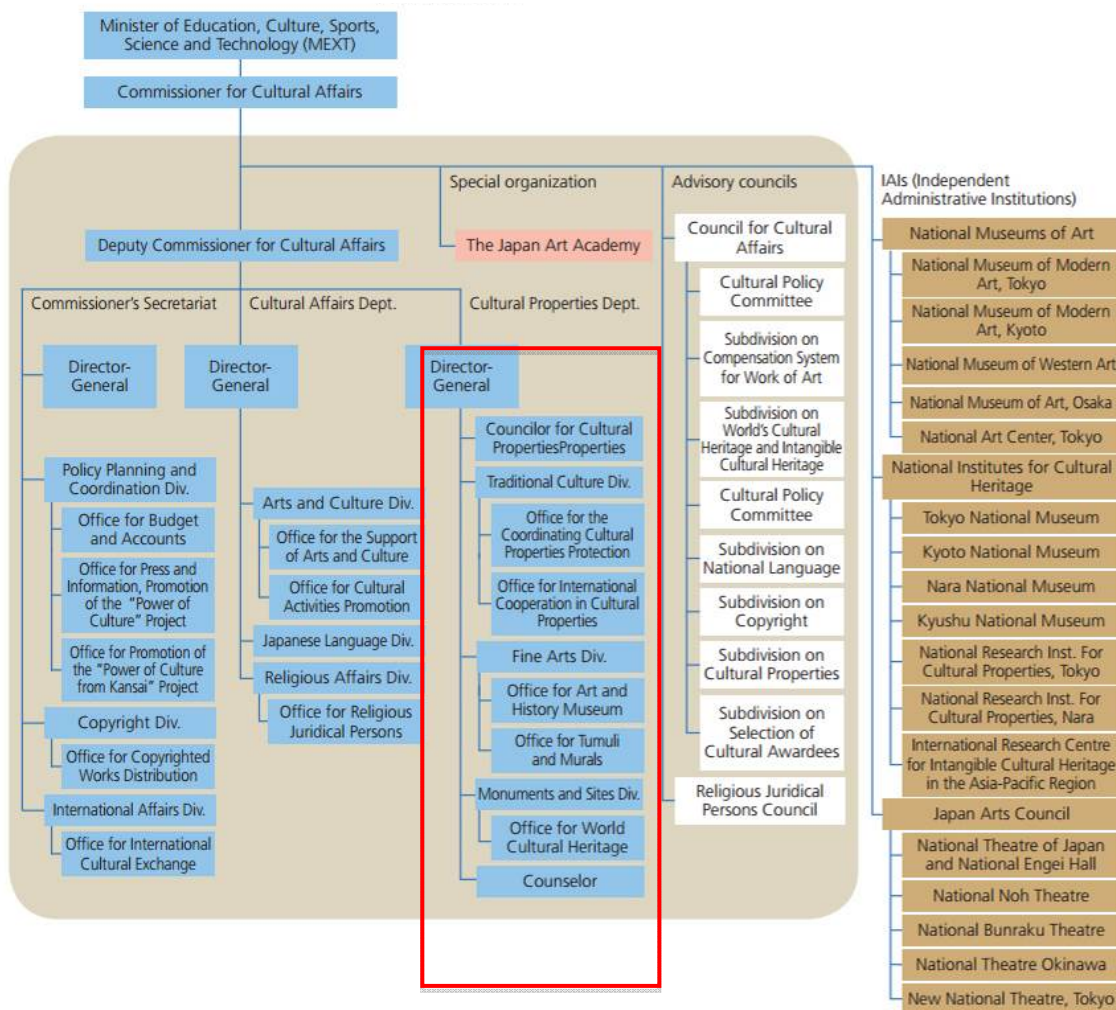 Minister of Education, Culture, Sports,
Science and Technology (MEXT)
Commissioner for Cultural Affairs
Special organization
Advisory councils
IAIs (Independent
Administrative Institutions)
Deputy Commissioner for Cultural Affairs
The Japan Art Academy
Commissioner's Secretariat
Director-
General
Policy Planning and
Coordination Div.
Office for Budget
and Accounts
Office for Press and
Information, Promotion
of the "Power of
Culture" Project
Office for Promotion of
the "Power of Culture
from Kansai" Project
Copyright Div.
Office for Copyrighted
Works Distribution
International Affairs Div.
Office for International
Cultural Exchange
Cultural Affairs Dept.
Director-
General
Arts and Culture Div.
Office for the Support
of Arts and Culture
Office for Cultural
Activities Promotion
Japanese Language Div.
Religious Affairs Div.
Office for Religious
Juridical Persons
Cultural Properties Dept.
Director-
General
Councilor for Cultural
PropertiesProperties
Traditional Culture Div.
Office for the
Coordinating Cultural
Properties Protection
Office for International
Cooperation in Cultural
Properties
Fine Arts Div.
Office for Art and
History Museum
Office for Tumuli
and Murals
Monuments and Sites Div.
Office for World
Cultural Heritage
Counselor
Council for Cultural
Affairs
Cultural Policy
Committee
Subdivision on
Compensation System
for Work of Art
Subdivision on
World's Cultural
Heritage and Intangible
Cultural Heritage
Cultural Policy
Committee
Subdivision on
National Language
Subdivision on
Copyright
Subdivision on
Cultural Properties
Subdivision on
Selection of
Cultural Awardees
Religious Juridical
Persons Council
National Museums of Art
National Museum of Modern
Art, Tokyo
National Museum of Modern
Art, Kyoto
National Museum of Western Art
National Museum of Art, Osaka
National Art Center, Tokyo
National Institutes for Cultural
Heritage
Tokyo National Museum
Kyoto National Museum
Nara National Museum
Kyushu National Museum
National Research Inst. For
Cultural Properties, Tokyo
National Research Inst. For
Cultural Properties, Nara
International Research Centre
for Intangible Cultural Heritage
in the Asia-Pacific Region
Japan Arts Council
National Theatre of Japan
and National Engei Hall
National Noh Theatre
National Bunraku Theatre
National Theatre Okinawa
New National Theatre, Tokyo